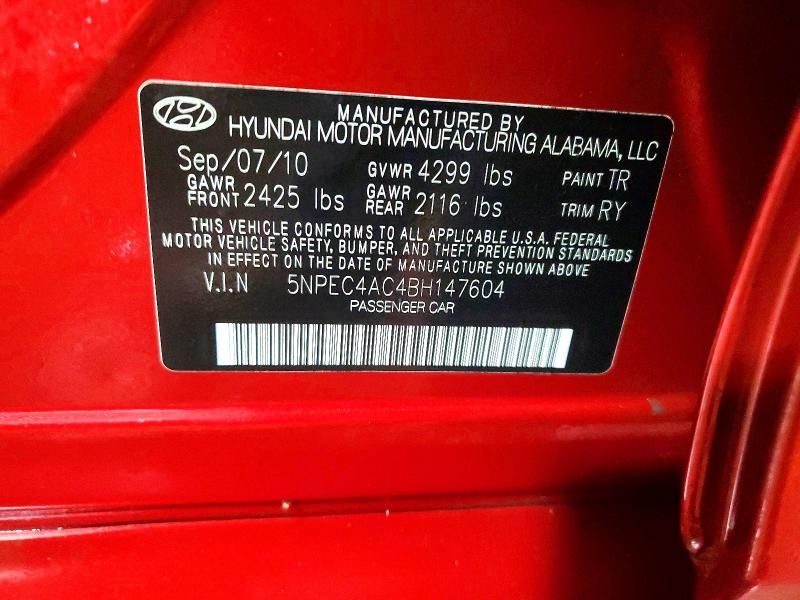 MANUFACTURED BY
HYUNDAI MOTOR MANUFACTURING ALABAMA, LLC
Sep/07/10 GVWR 4299 lbs PAINT TR
GAWR FRONT 2425 lbs GAWR REAR 2116 lbs TRIM RY
THIS VEHICLE CONFORMS TO ALL APPLICABLE U.S.A. FEDERAL
MOTOR VEHICLE SAFETY, BUMPER, AND THEFT PREVENTION STANDARDS
IN EFFECT ON THE DATE OF MANUFACTURE SHOWN ABOVE
V.I.N 5NPEC4AC4BH147604
PASSENGER CAR